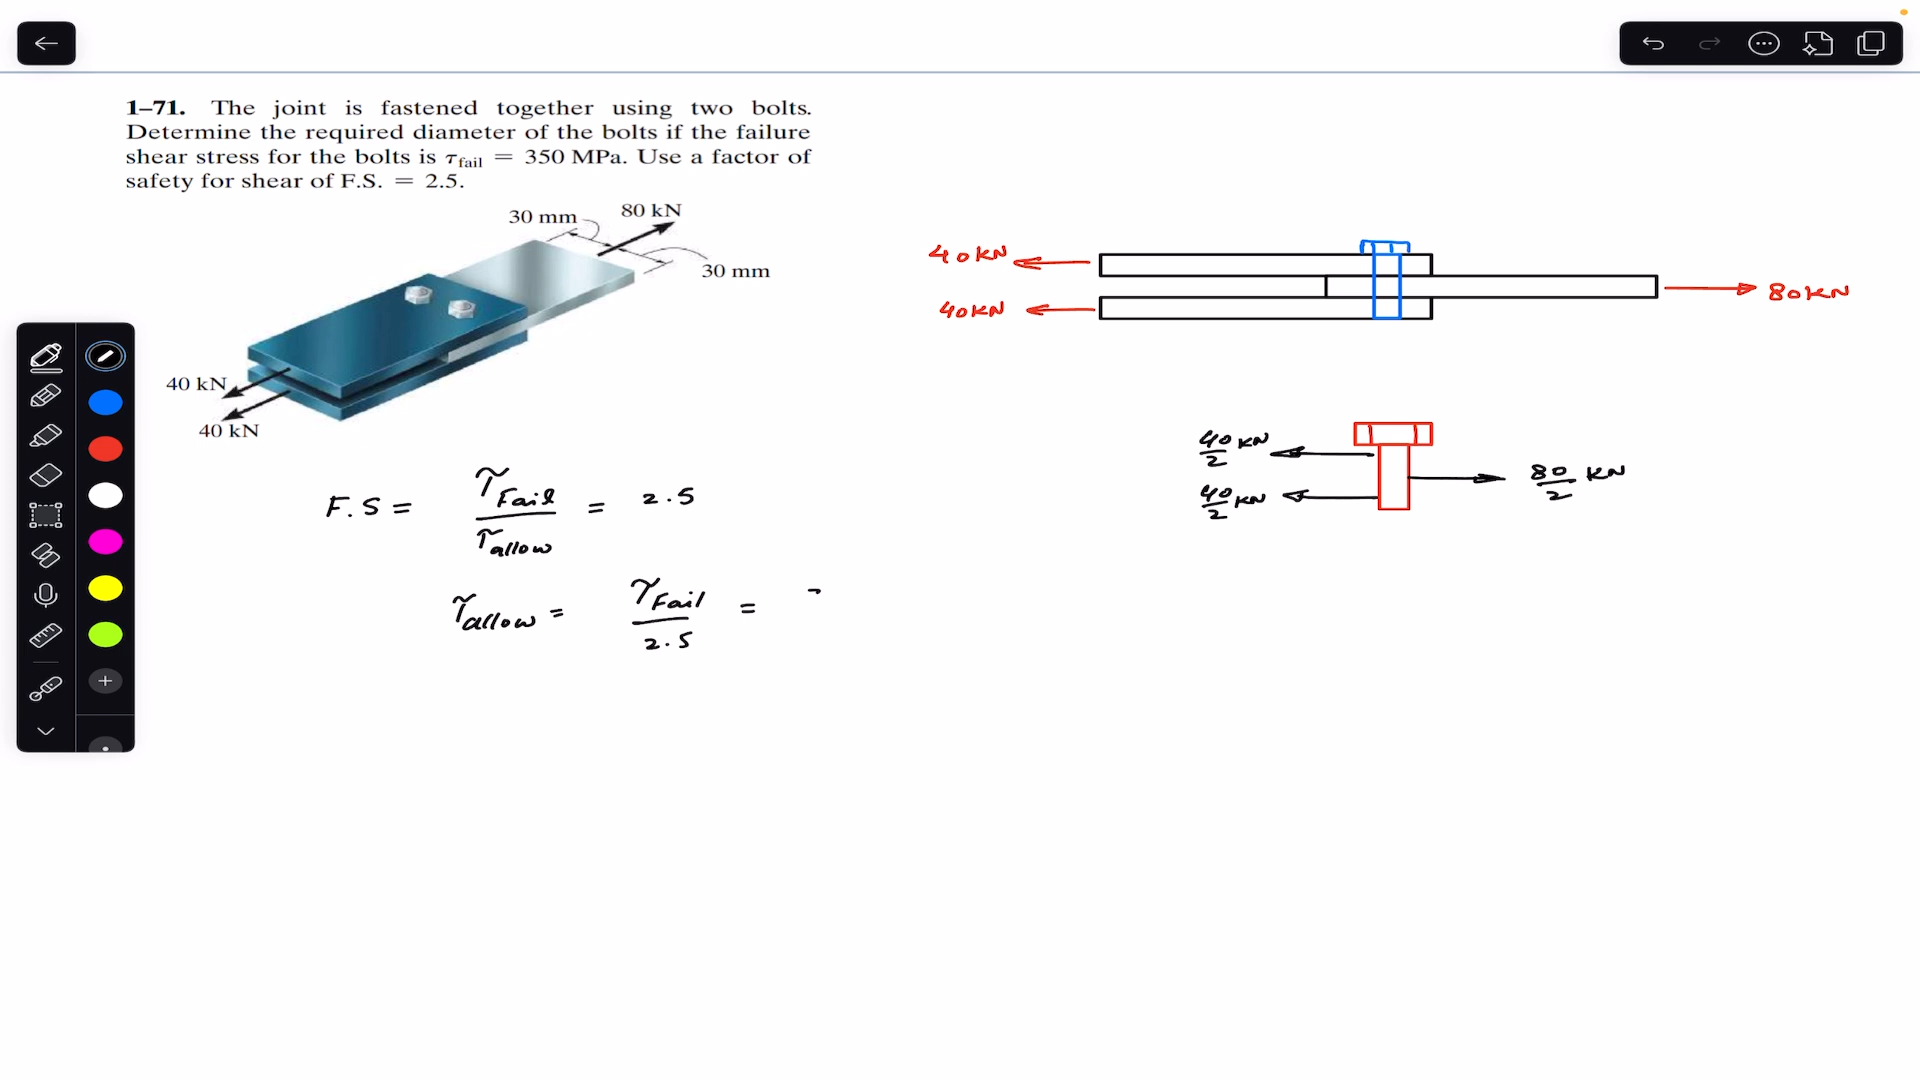 1–71. The joint is fastened together using two bolts.
Determine the required diameter of the bolts if the failure
shear stress for the bolts is τfail = 350 MPa. Use a factor of
safety for shear of F.S. = 2.5.
30 mm
80 kN
30 mm
40 kN
40 kN
40KN
40KN
80KN
40/2 KN
40/2 KN
80/2 KN
F.S = τFail/τallow = 2.5
τallow = τFail/2.5 =